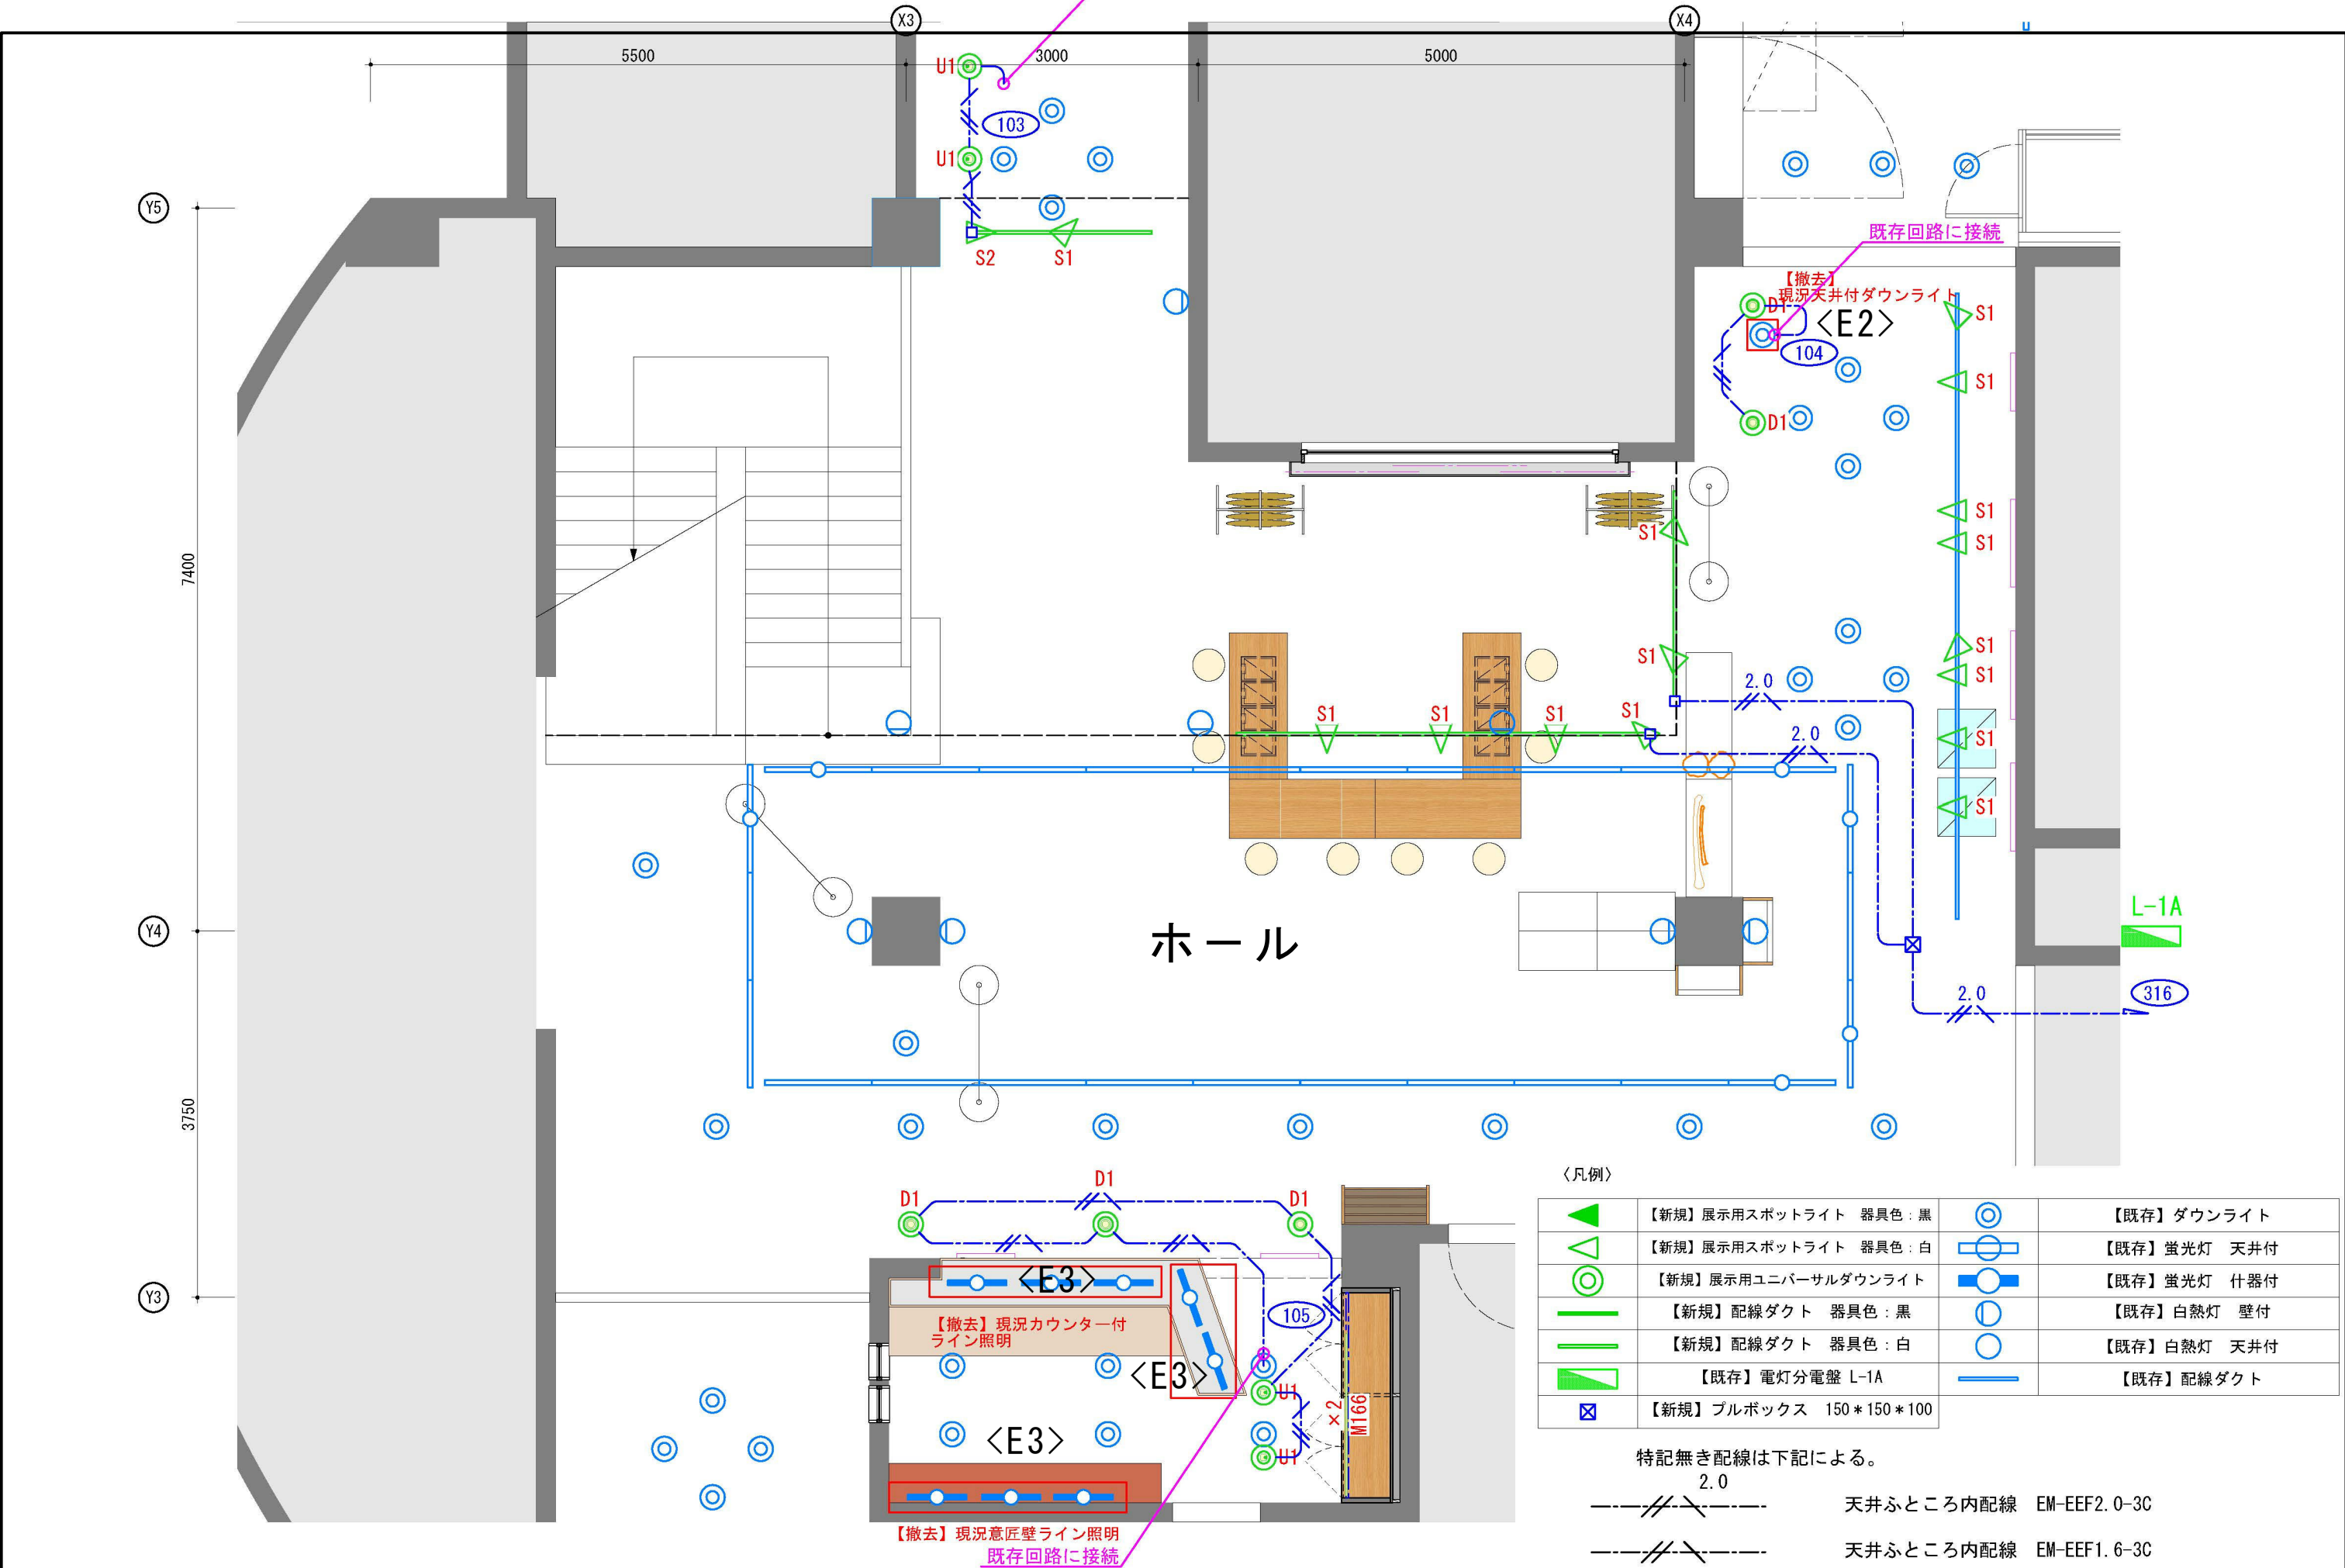 X3
X4
5500
3000
5000
U1
103
U1
Y5
S2
S1
既存回路に接続
【撤去】
現況天井付ダウンライト
D1
<E2>
104
D1
S1
S1
S1
S1
S1
S1
S1
S1
7400
S1
S1
2.0
S1
S1
S1
S1
2.0
Y4
ホール
L-1A
2.0
316
3750
D1
D1
D1
Y3
<E3>
105
【撤去】現況カウンター付
ライン照明
<E3>
U1
×2
M166
<E3>
U1
【撤去】現況意匠壁ライン照明
既存回路に接続
〈凡例〉
【新規】展示用スポットライト 器具色：黒
【既存】ダウンライト
【新規】展示用スポットライト 器具色：白
【既存】蛍光灯 天井付
【新規】展示用ユニバーサルダウンライト
【既存】蛍光灯 什器付
【新規】配線ダクト 器具色：黒
【既存】白熱灯 壁付
【新規】配線ダクト 器具色：白
【既存】白熱灯 天井付
【既存】電灯分電盤 L-1A
【既存】配線ダクト
【新規】プルボックス 150*150*100
特記無き配線は下記による。
2.0
天井ふところ内配線 EM-EEF2.0-3C
天井ふところ内配線 EM-EEF1.6-3C